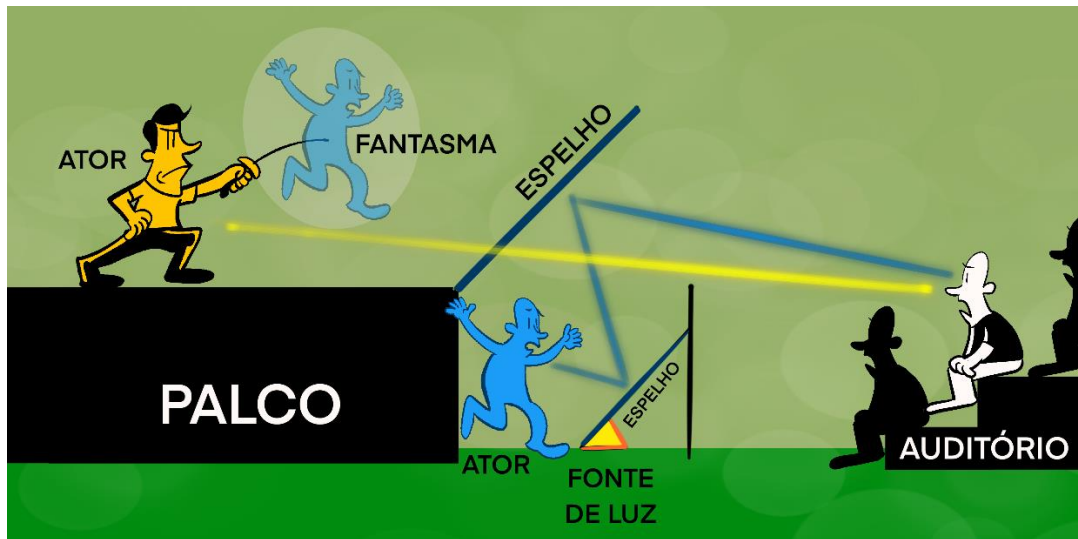 ATOR
FANTASMA
ESPELHO
PALCO
ATOR
ESPELHO
FONTE
DE LUZ
AUDITÓRIO